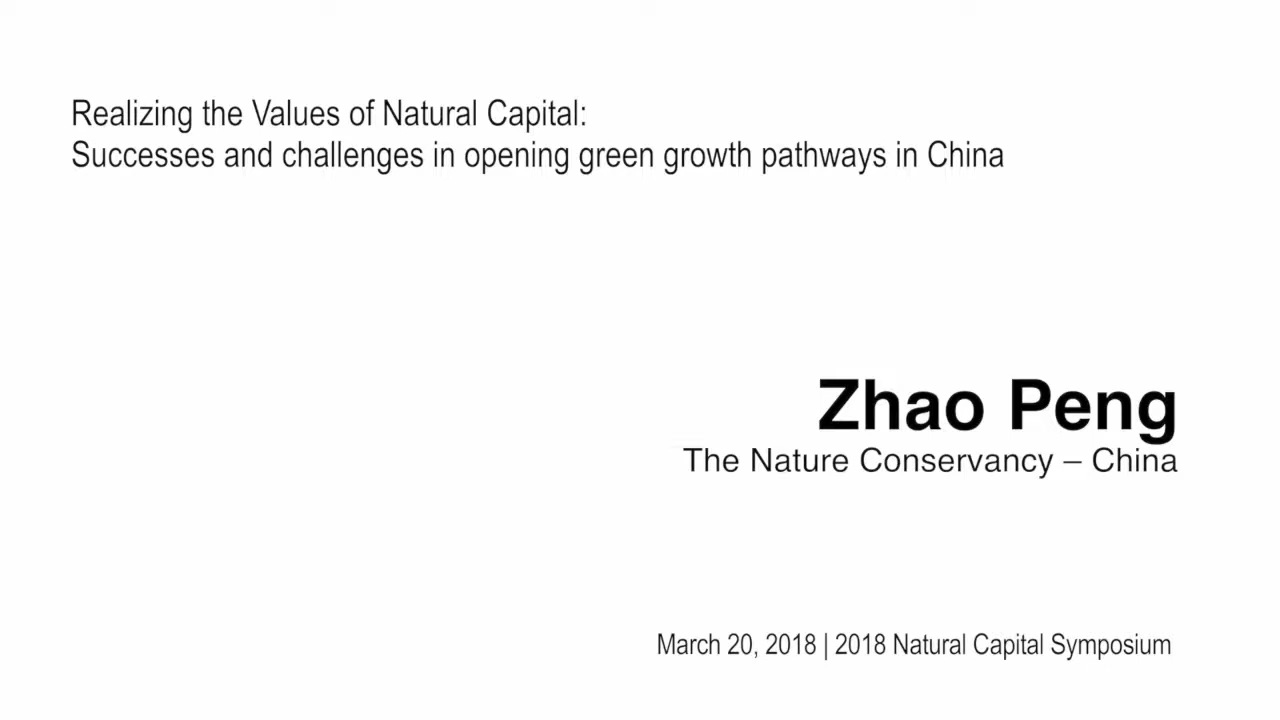 Realizing the Values of Natural Capital:
Successes and challenges in opening green growth pathways in China
Zhao Peng
The Nature Conservancy – China
March 20, 2018 | 2018 Natural Capital Symposium